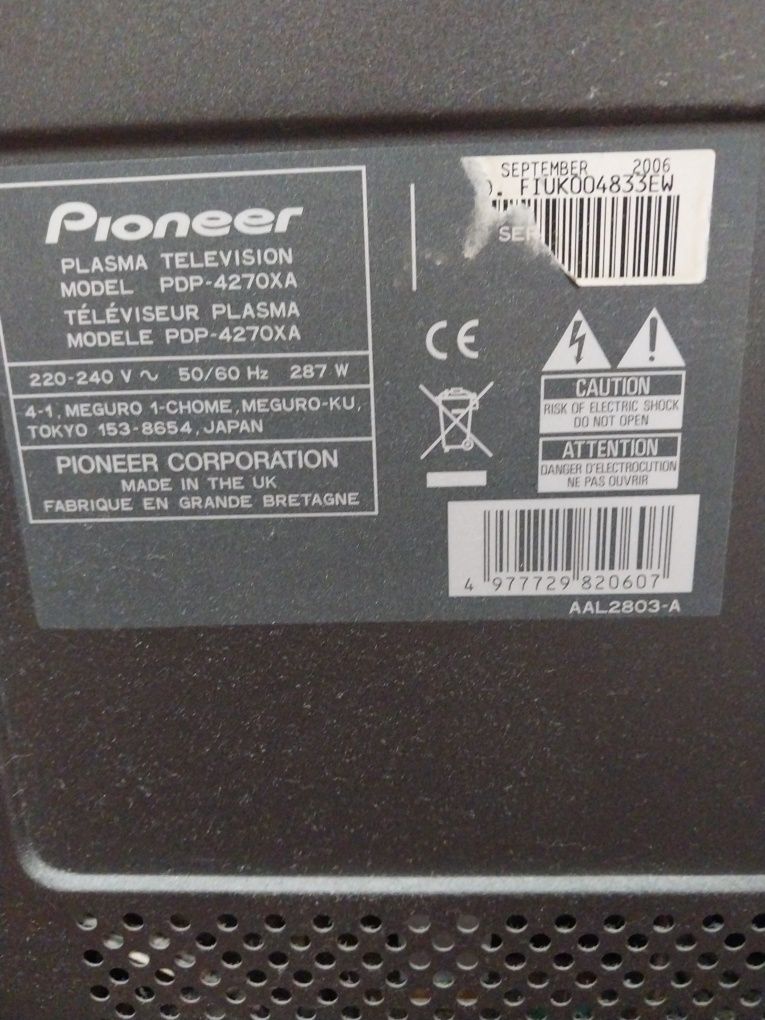 Pioneer
PLASMA TELEVISION
MODEL PDP-4270XA
TÉLÉVISEUR PLASMA
MODELE PDP-4270XA
220-240 V ~ 50/60 Hz 287 W
4-1, MEGURO 1-CHOME, MEGURO-KU,
TOKYO 153-8654, JAPAN
PIONEER CORPORATION
MADE IN THE UK
FABRIQUE EN GRANDE BRETAGNE
SEPTEMBER 2006
FIUK004833EW
SER
CE
CAUTION
RISK OF ELECTRIC SHOCK
DO NOT OPEN
ATTENTION
DANGER D'ELECTROCUTION
NE PAS OUVRIR
4 977729 820607
AAL2803-A